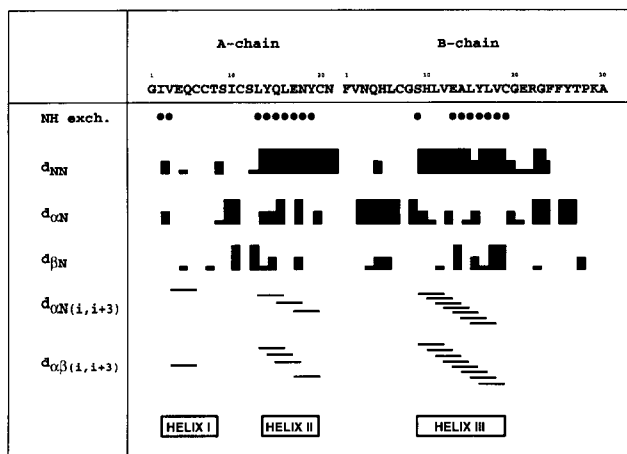 A-chain B-chain
1 10 20 1 10 20 30
GIVEQCCTSICSLYQLENYCN FVNQHLCGSHLVEALYLVCGERGFFYTPKA
NH exch.
dNN
dαN
dβN
dαN(i,i+3)
dαβ(i,i+3)
HELIX I HELIX II HELIX III